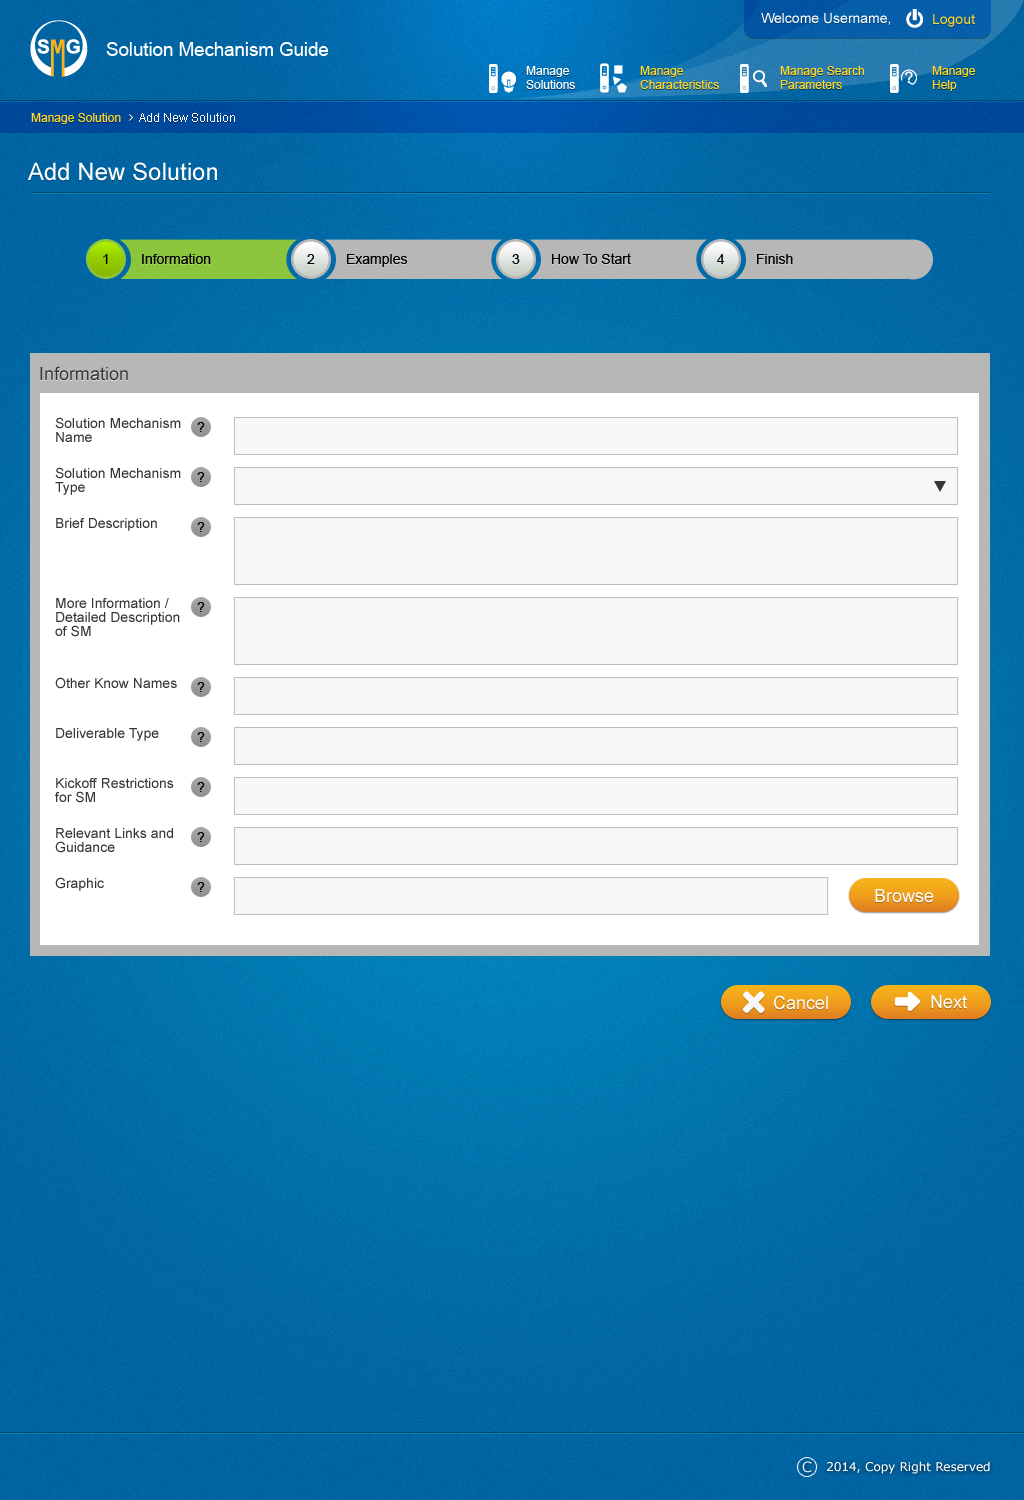 Welcome Username, Logout
SMG Solution Mechanism Guide
Manage
Solutions
Manage
Characteristics
Manage Search
Parameters
Manage
Help
Manage Solution > Add New Solution
Add New Solution
1 Information 2 Examples 3 How To Start 4 Finish
Information
Solution Mechanism
Name ?
Solution Mechanism
Type ?
Brief Description ?
More Information /
Detailed Description
of SM ?
Other Know Names ?
Deliverable Type ?
Kickoff Restrictions
for SM ?
Relevant Links and
Guidance ?
Graphic ? Browse
Cancel Next
© 2014, Copy Right Reserved